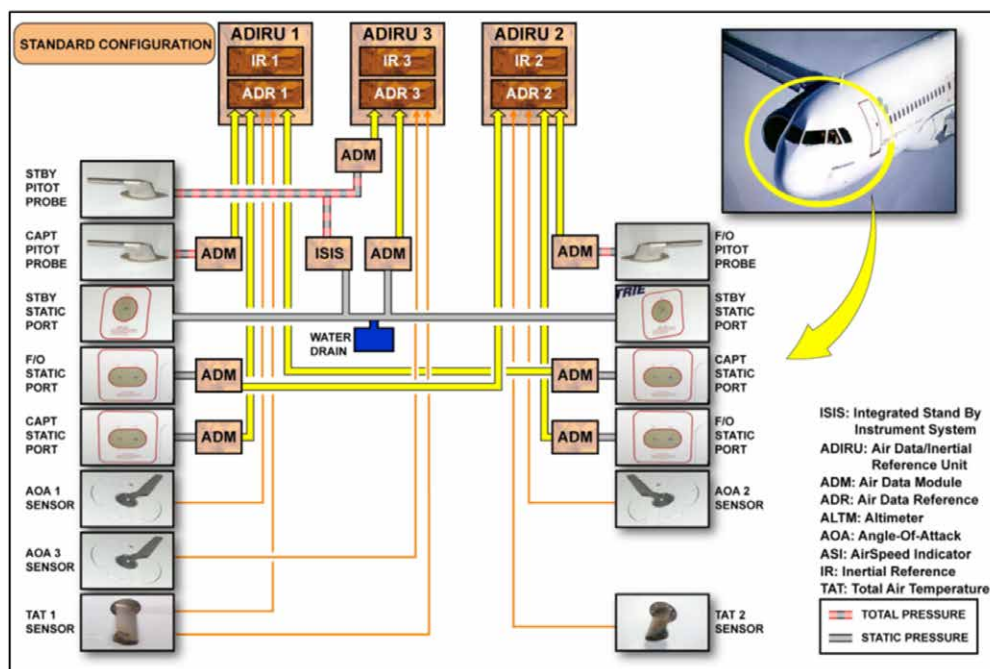 STANDARD CONFIGURATION
ADIRU 1
IR 1
ADR 1
ADIRU 3
IR 3
ADR 3
ADIRU 2
IR 2
ADR 2
ADM
STBY
PITOT
PROBE
CAPT
PITOT
PROBE
ADM
ISIS
ADM
ADM
F/O
PITOT
PROBE
STBY
STATIC
PORT
WATER
DRAIN
TRIE
STBY
STATIC
PORT
F/O
STATIC
PORT
ADM
ADM
CAPT
STATIC
PORT
CAPT
STATIC
PORT
ADM
ADM
F/O
STATIC
PORT
AOA 1
SENSOR
AOA 2
SENSOR
AOA 3
SENSOR
TAT 1
SENSOR
TAT 2
SENSOR
ISIS: Integrated Stand By
Instrument System
ADIRU: Air Data/Inertial
Reference Unit
ADM: Air Data Module
ADR: Air Data Reference
ALTM: Altimeter
AOA: Angle-Of-Attack
ASI: AirSpeed Indicator
IR: Inertial Reference
TAT: Total Air Temperature
TOTAL PRESSURE
STATIC PRESSURE